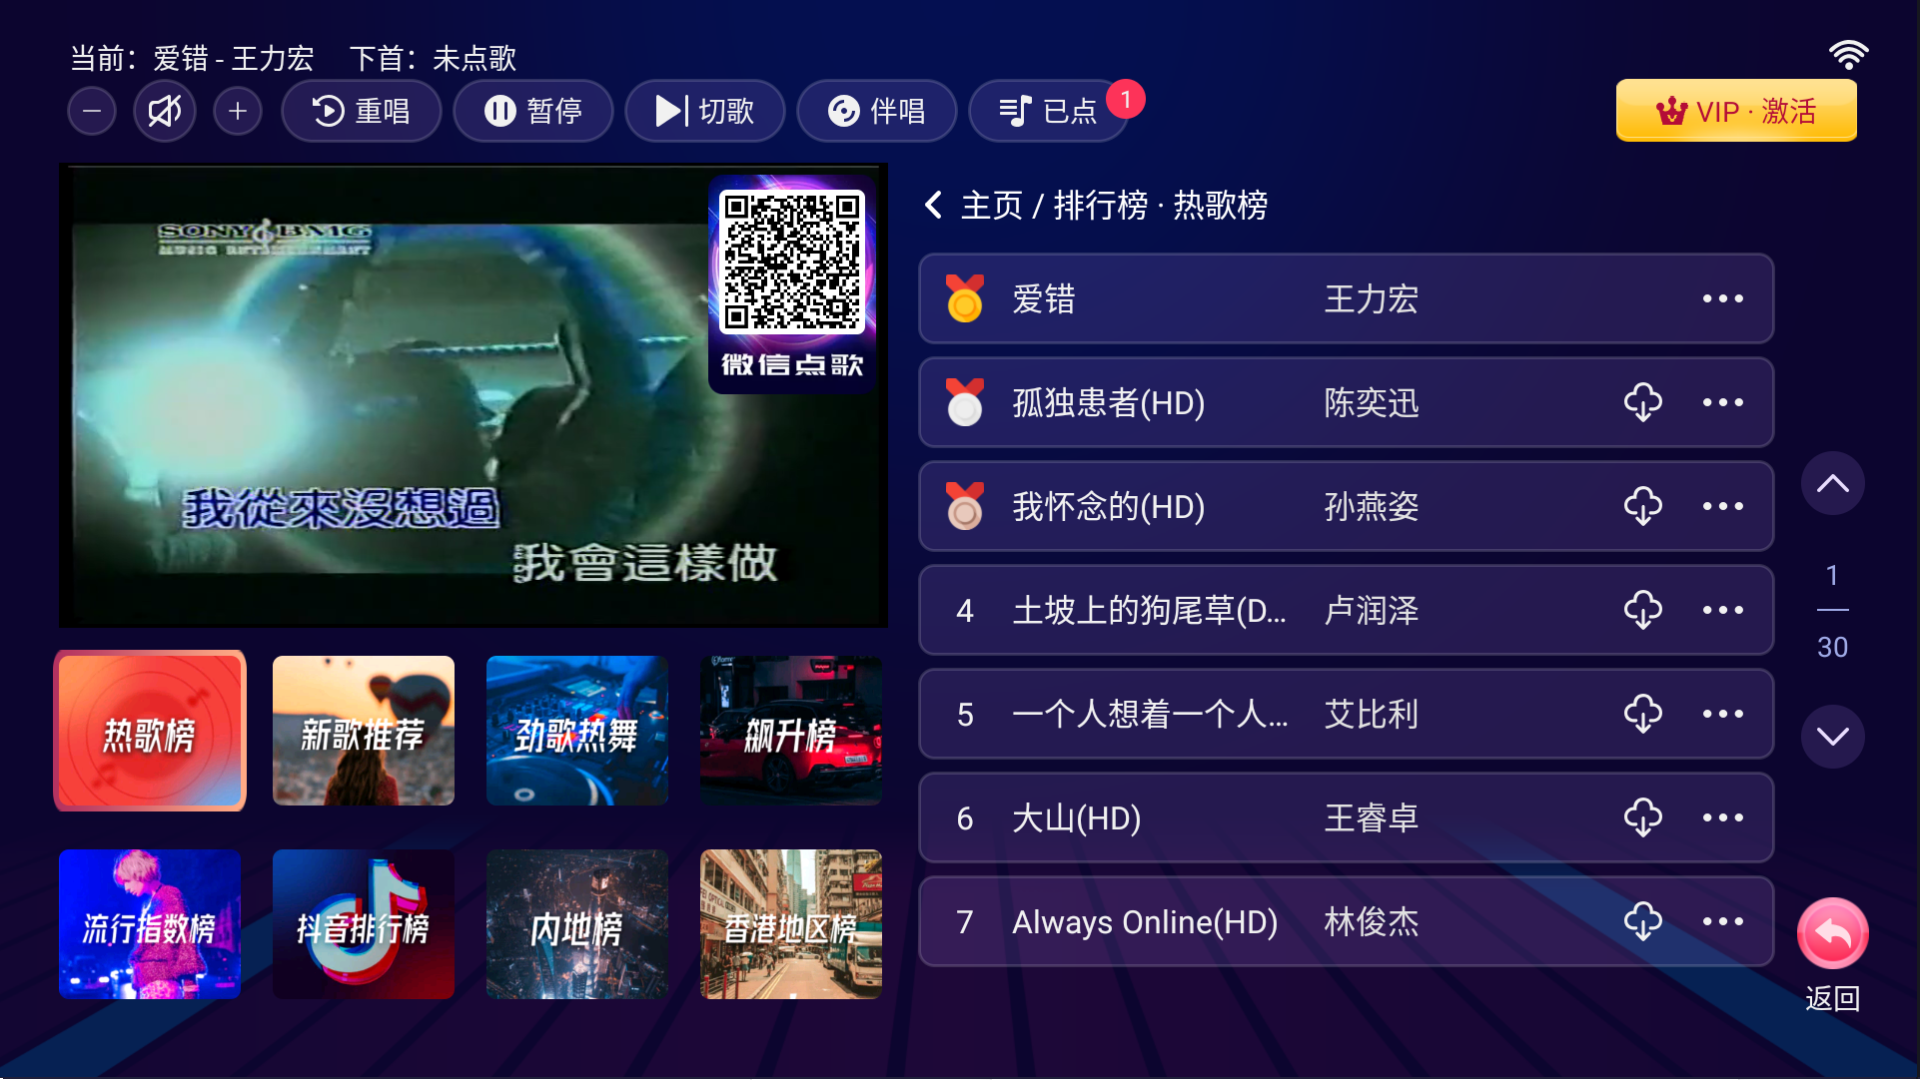 当前：爱错 - 王力宏 下首：未点歌
重唱 暂停 切歌 伴唱 已点 1
VIP · 激活
SONY BMG
MUSIC ENTERTAINMENT
微信点歌
我從來沒想過
我會這樣做
主页 / 排行榜 · 热歌榜
爱错 王力宏
孤独患者(HD) 陈奕迅
我怀念的(HD) 孙燕姿
4 土坡上的狗尾草(D... 卢润泽
5 一个人想着一个人... 艾比利
6 大山(HD) 王睿卓
7 Always Online(HD) 林俊杰
1
30
返回
热歌榜 新歌推荐 劲歌热舞 飙升榜
流行指数榜 抖音排行榜 内地榜 香港地区榜